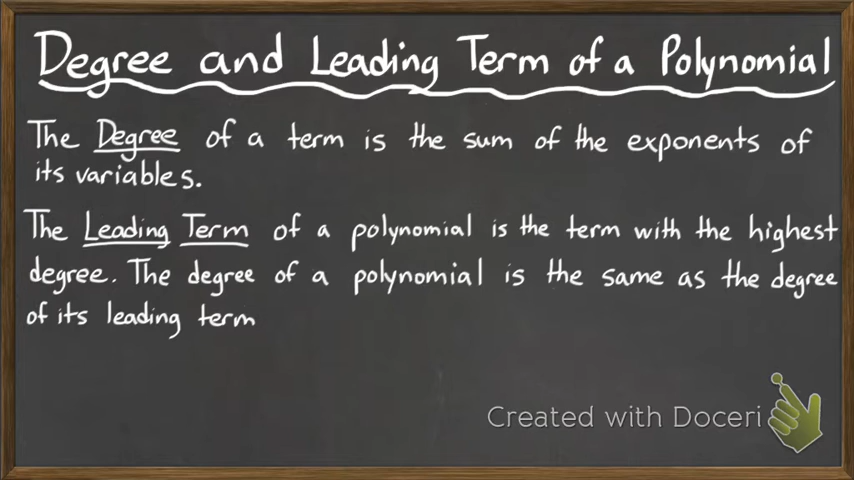 Degree and Leading Term of a Polynomial
The Degree of a term is the sum of the exponents of
its variables.
The Leading Term of a polynomial is the term with the highest
degree. The degree of a polynomial is the same as the degree
of its leading term
Created with Doceri